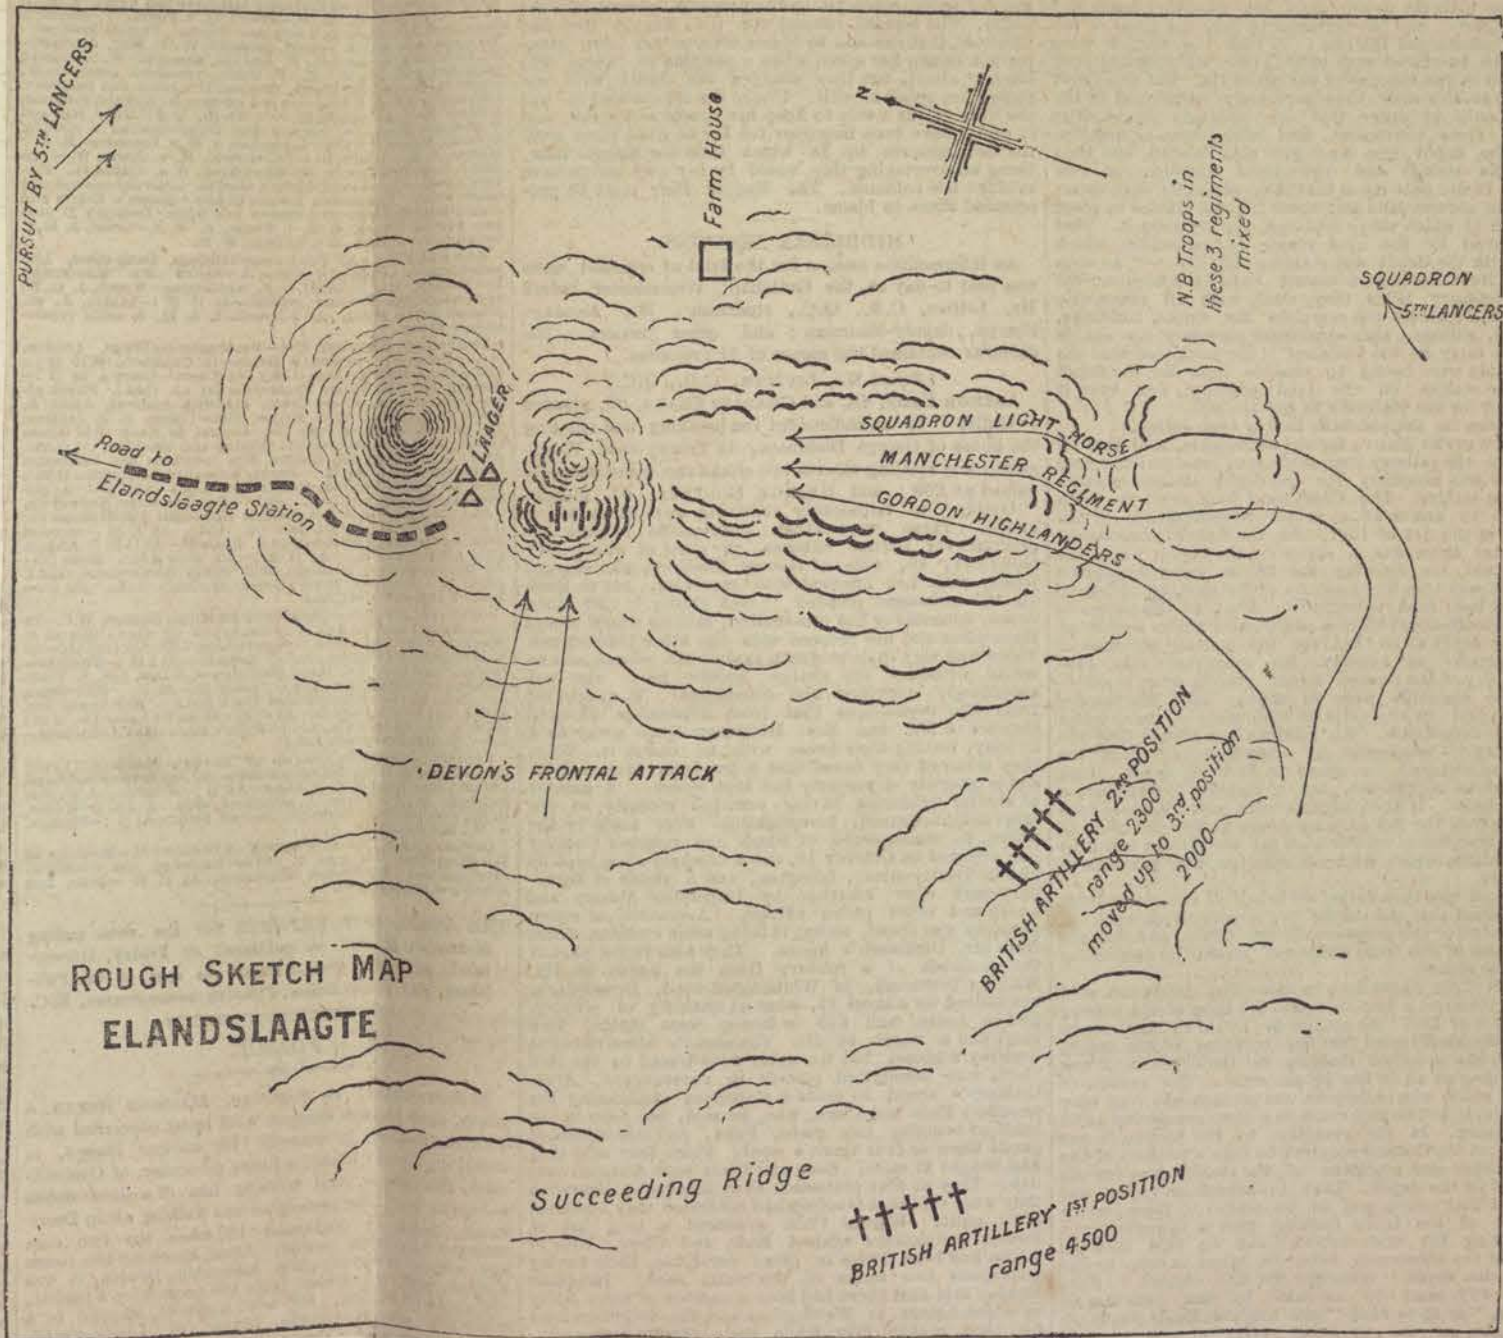 PURSUIT BY 5TH LANCERS
N
Farm House
N.B Troops in
these 3 regiments
mixed
SQUADRON
5TH LANCERS
LAAGER
Road to
Elandslaagte Station
SQUADRON LIGHT HORSE
MANCHESTER REGIMENT
GORDON HIGHLANDERS
DEVON'S FRONTAL ATTACK
BRITISH ARTILLERY 2ND POSITION
range 2300
moved up to 3rd position
2000
ROUGH SKETCH MAP
ELANDSLAAGTE
Succeeding Ridge
BRITISH ARTILLERY 1ST POSITION
range 4500